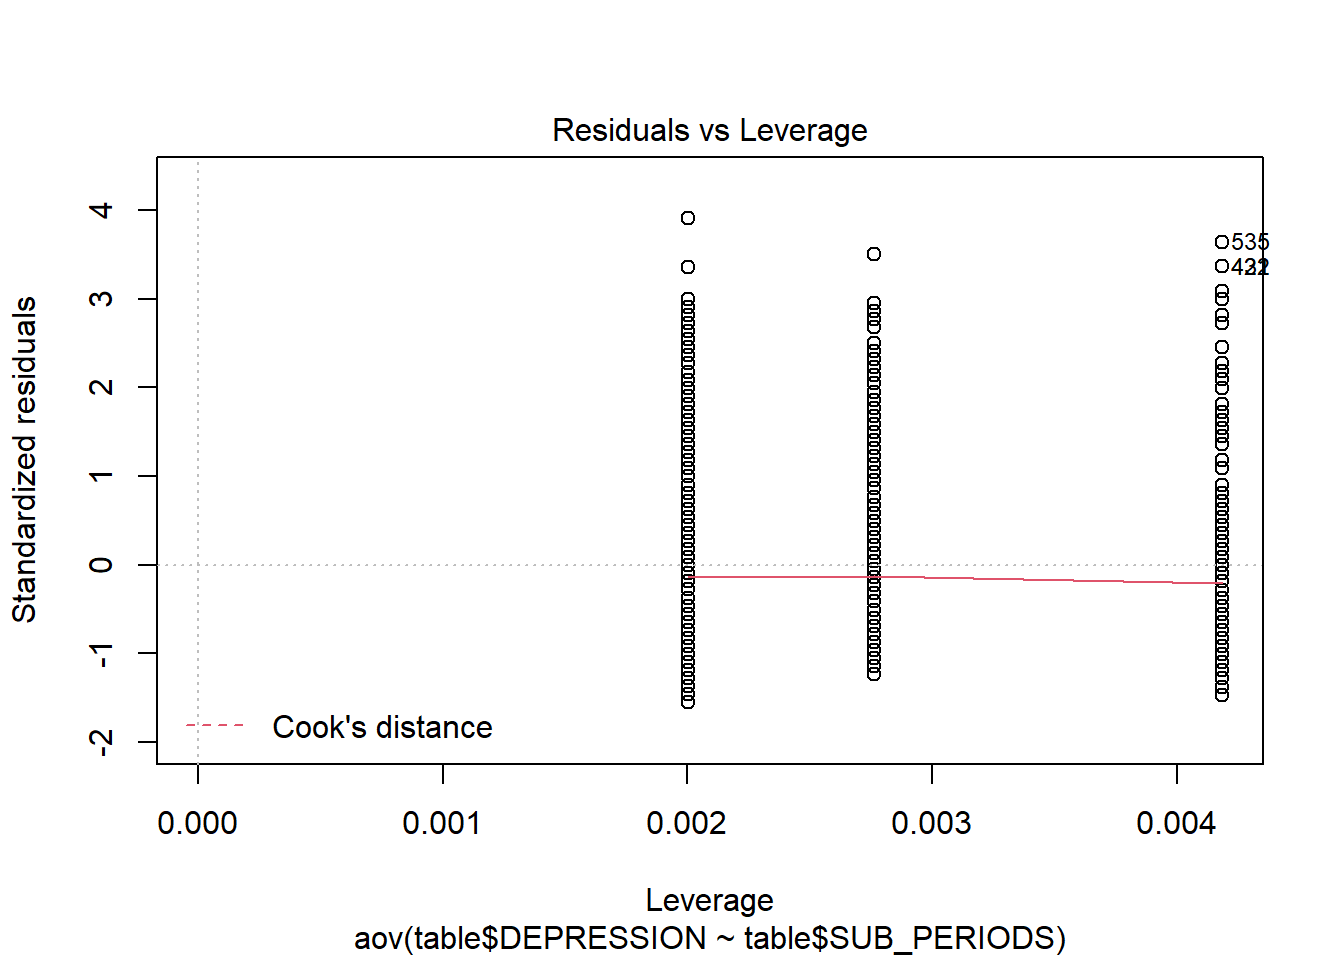 Residuals vs Leverage
Standardized residuals
4
3
2
1
0
-1
-2
535
Cook's distance
0.000 0.001 0.002 0.003 0.004
Leverage
aov(table$DEPRESSION ~ table$SUB_PERIODS)